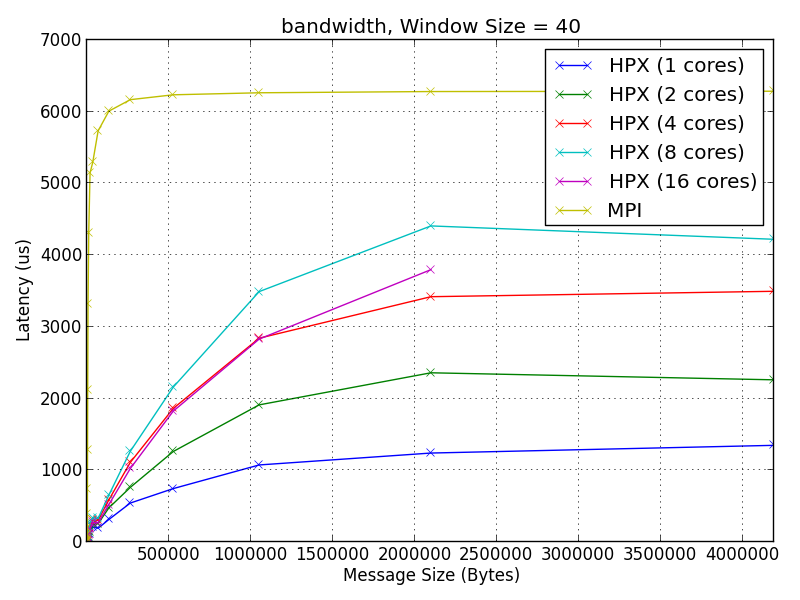 bandwidth, Window Size = 40
7000
6000
5000
4000
3000
2000
1000
0
Latency (us)
HPX (1 cores)
HPX (2 cores)
HPX (4 cores)
HPX (8 cores)
HPX (16 cores)
MPI
500000 1000000 1500000 2000000 2500000 3000000 3500000 4000000
Message Size (Bytes)